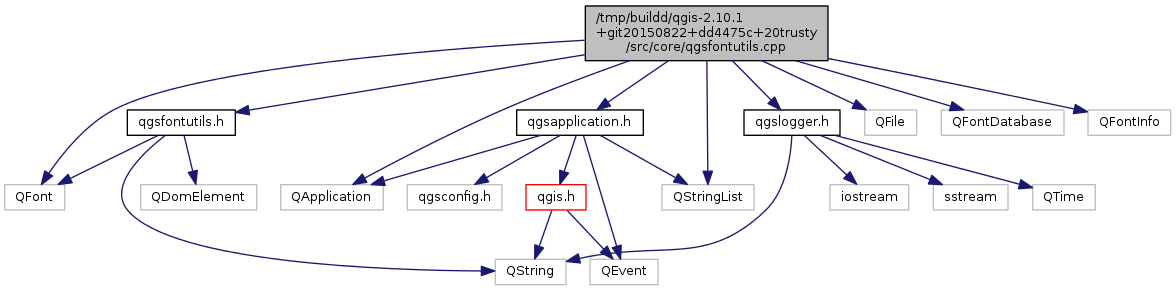 /tmp/buildd/qgis-2.10.1
+git20150822+dd4475c+20trusty
/src/core/qgsfontutils.cpp
qgsfontutils.h
qgsapplication.h
qgslogger.h
QFile
QFontDatabase
QFontInfo
QFont
QDomElement
QApplication
qgsconfig.h
qgis.h
QStringList
iostream
sstream
QTime
QString
QEvent